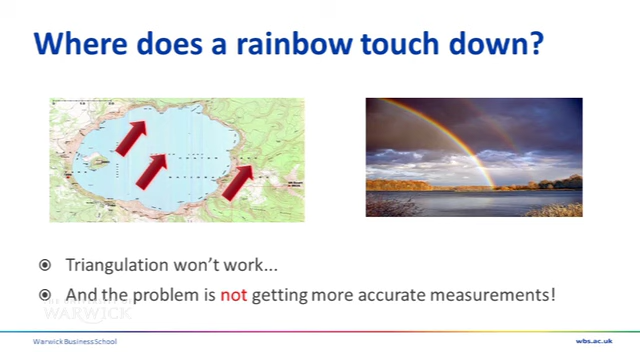 Where does a rainbow touch down?
Triangulation won't work...
And the problem is not getting more accurate measurements!
WARWICK
Warwick Business School
wbs.ac.uk